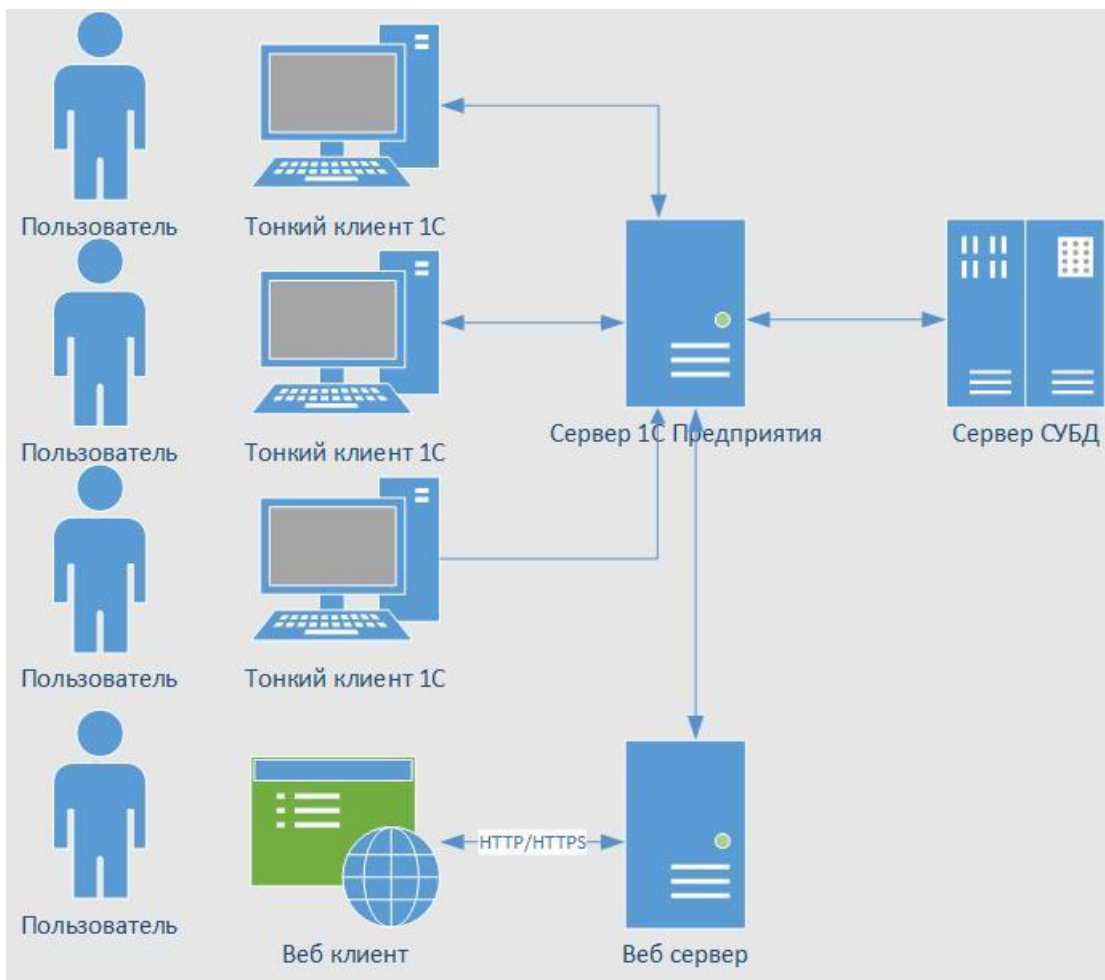 Пользователь
Тонкий клиент 1С
Пользователь
Тонкий клиент 1С
Сервер 1С Предприятия
Сервер СУБД
Пользователь
Тонкий клиент 1С
HTTP/HTTPS
Пользователь
Веб клиент
Веб сервер